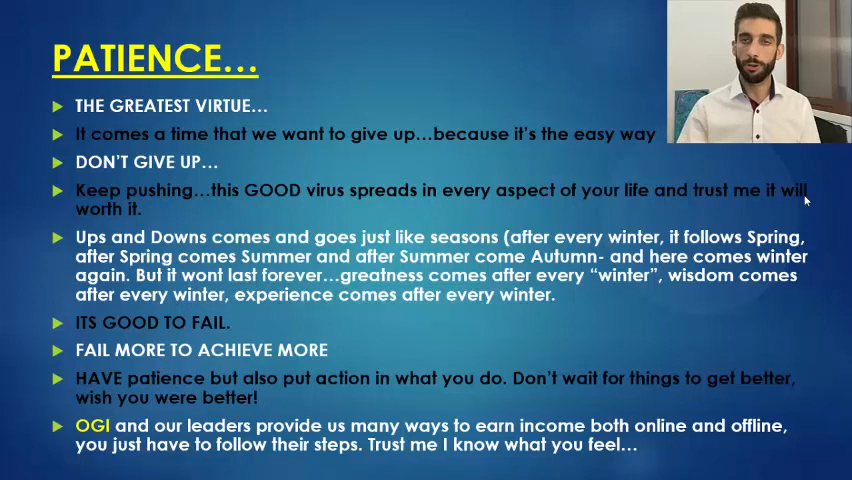 PATIENCE…
THE GREATEST VIRTUE…
It comes a time that we want to give up…because it's the easy way
DON'T GIVE UP…
Keep pushing…this GOOD virus spreads in every aspect of your life and trust me it will
worth it.
Ups and Downs comes and goes just like seasons (after every winter, it follows Spring,
after Spring comes Summer and after Summer come Autumn- and here comes winter
again. But it wont last forever…greatness comes after every “winter”, wisdom comes
after every winter, experience comes after every winter.
ITS GOOD TO FAIL.
FAIL MORE TO ACHIEVE MORE
HAVE patience but also put action in what you do. Don't wait for things to get better,
wish you were better!
OGI and our leaders provide us many ways to earn income both online and offline,
you just have to follow their steps. Trust me I know what you feel…